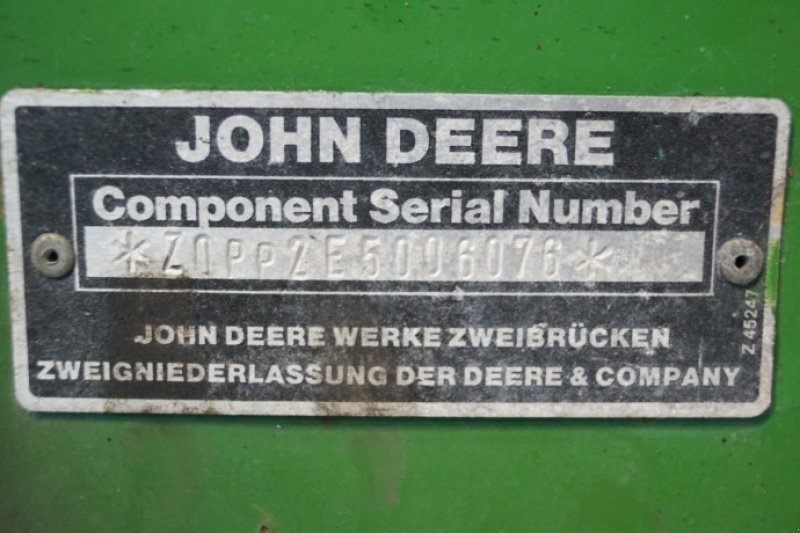 JOHN DEERE
Component Serial Number
*Z0PP2E5006076*
JOHN DEERE WERKE ZWEIBRÜCKEN
ZWEIGNIEDERLASSUNG DER DEERE & COMPANY
Z 45247